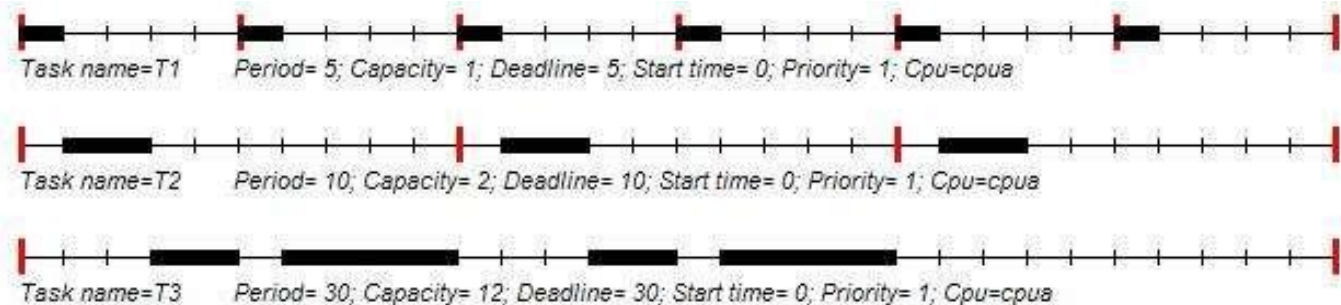 Task name=T1 Period= 5; Capacity= 1; Deadline= 5; Start time= 0; Priority= 1; Cpu=cpua
Task name=T2 Period= 10; Capacity= 2; Deadline= 10; Start time= 0; Priority= 1; Cpu=cpua
Task name=T3 Period= 30; Capacity= 12; Deadline= 30; Start time= 0; Priority= 1; Cpu=cpua